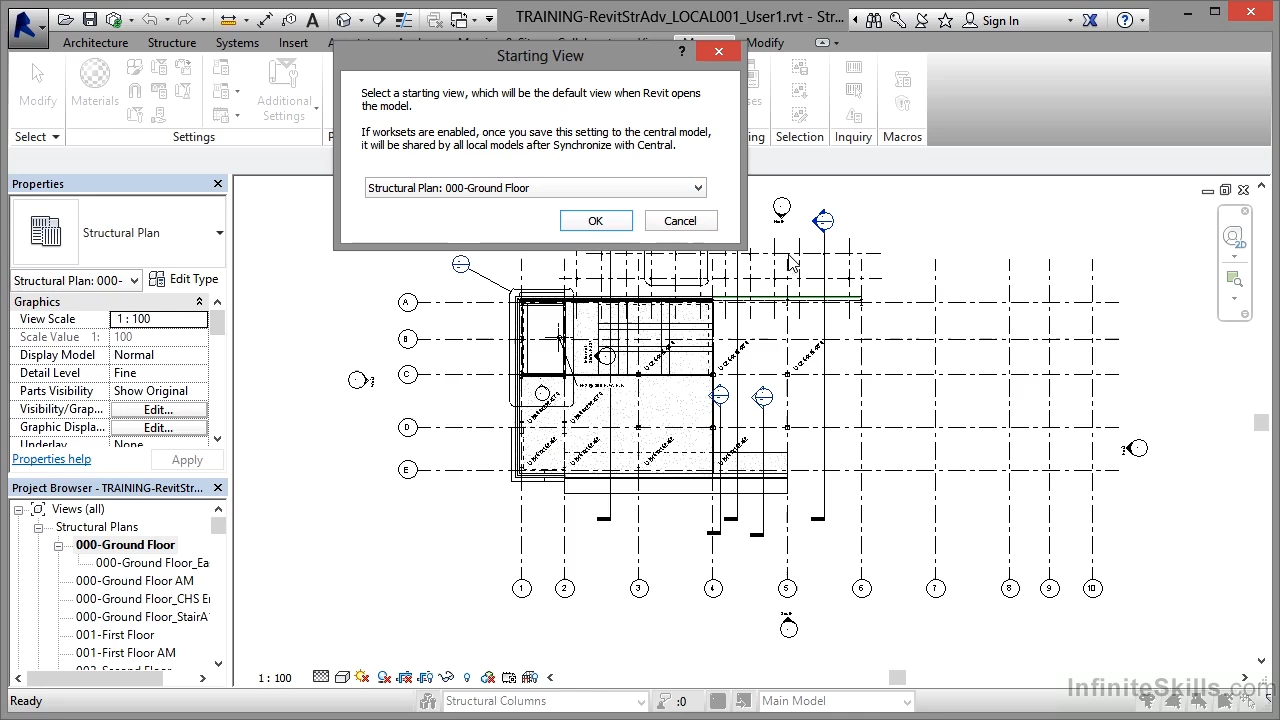 TRAINING-RevitStrAdv_LOCAL001_User1.rvt - Str...
Sign In
Architecture
Structure
Systems
Insert
Modify
Starting View
Select a starting view, which will be the default view when Revit opens
the model.
If worksets are enabled, once you save this setting to the central model,
it will be shared by all local models after Synchronize with Central.
Structural Plan: 000-Ground Floor
OK
Cancel
Modify
Materials
Additional
Settings
Select
Settings
Selection
Inquiry
Macros
Properties
Structural Plan
Structural Plan: 000-
Edit Type
Graphics
View Scale
1 : 100
Scale Value 1:
100
Display Model
Normal
Detail Level
Fine
Parts Visibility
Show Original
Visibility/Grap...
Edit...
Graphic Displa...
Edit...
Underlay
None
Properties help
Apply
Project Browser - TRAINING-RevitStr...
Views (all)
Structural Plans
000-Ground Floor
000-Ground Floor_Ea
000-Ground Floor AM
000-Ground Floor_CHS En
000-Ground Floor_StairA
001-First Floor
001-First Floor AM
A
B
C
D
E
1
2
3
4
5
6
7
8
9
10
2D
1 : 100
Ready
Structural Columns
:0
Main Model
InfiniteSkills.com